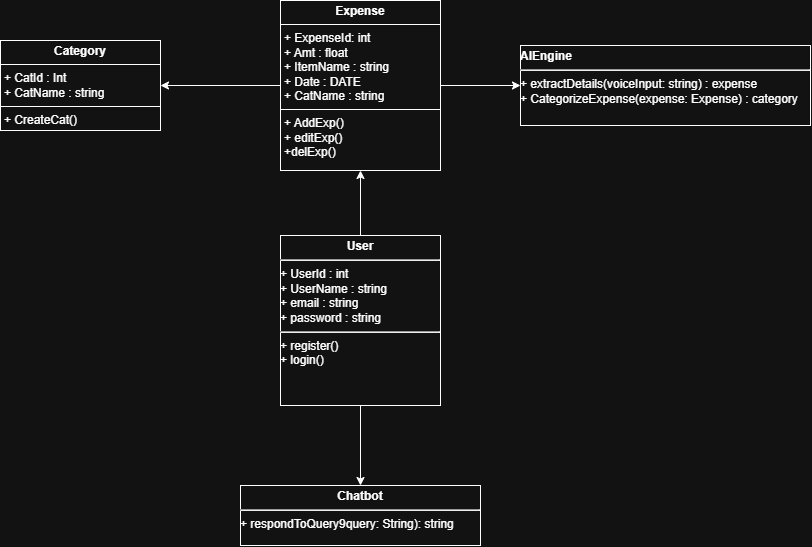 Expense
+ ExpenseId: int
+ Amt : float
+ ItemName : string
+ Date : DATE
+ CatName : string
+ AddExp()
+ editExp()
+delExp()
Category
+ CatId : Int
+ CatName : string
+ CreateCat()
AIEngine
+ extractDetails(voiceInput: string) : expense
+ CategorizeExpense(expense: Expense) : category
User
+ UserId : int
+ UserName : string
+ email : string
+ password : string
+ register()
+ login()
Chatbot
+ respondToQuery9query: String): string